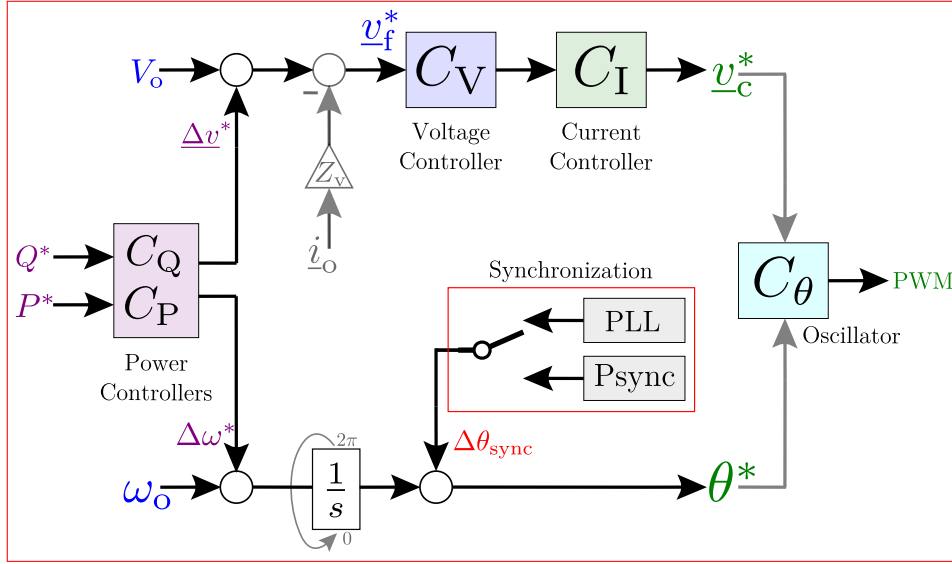 V₀
−
v_f*
C_V
C_I
v_c*
Voltage
Controller
Current
Controller
Δv*
Z_v
i_o
Q*
C_Q
P*
C_P
Power
Controllers
Synchronization
PLL
Psync
C_θ
PWM
Oscillator
Δω*
Δθ_sync
2π
ω_o
1
s
0
θ*